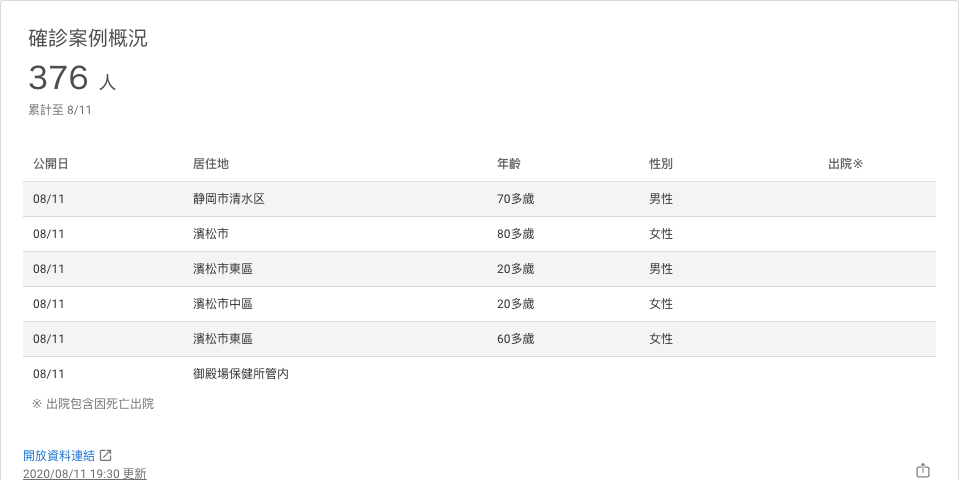 確診案例概況
376 人
累計至 8/11
公開日 居住地 年齡 性別 出院※
08/11 静岡市清水区 70多歲 男性
08/11 濱松市 80多歲 女性
08/11 濱松市東區 20多歲 男性
08/11 濱松市中區 20多歲 女性
08/11 濱松市東區 60多歲 女性
08/11 御殿場保健所管内
※ 出院包含因死亡出院
開放資料連結
2020/08/11 19:30 更新